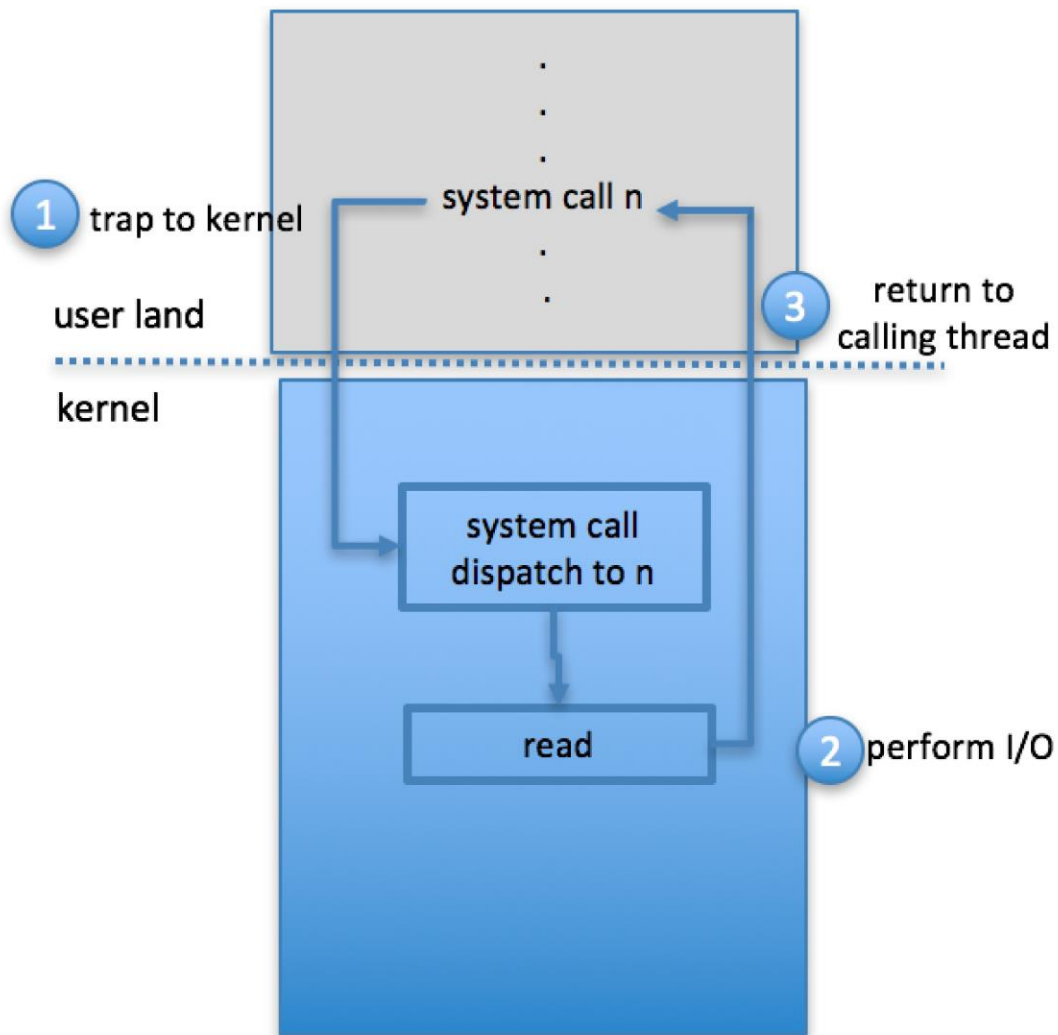 .
.
.
system call n
1 trap to kernel
.
.
3
return to
calling thread
user land
kernel
system call
dispatch to n
read
2 perform I/O